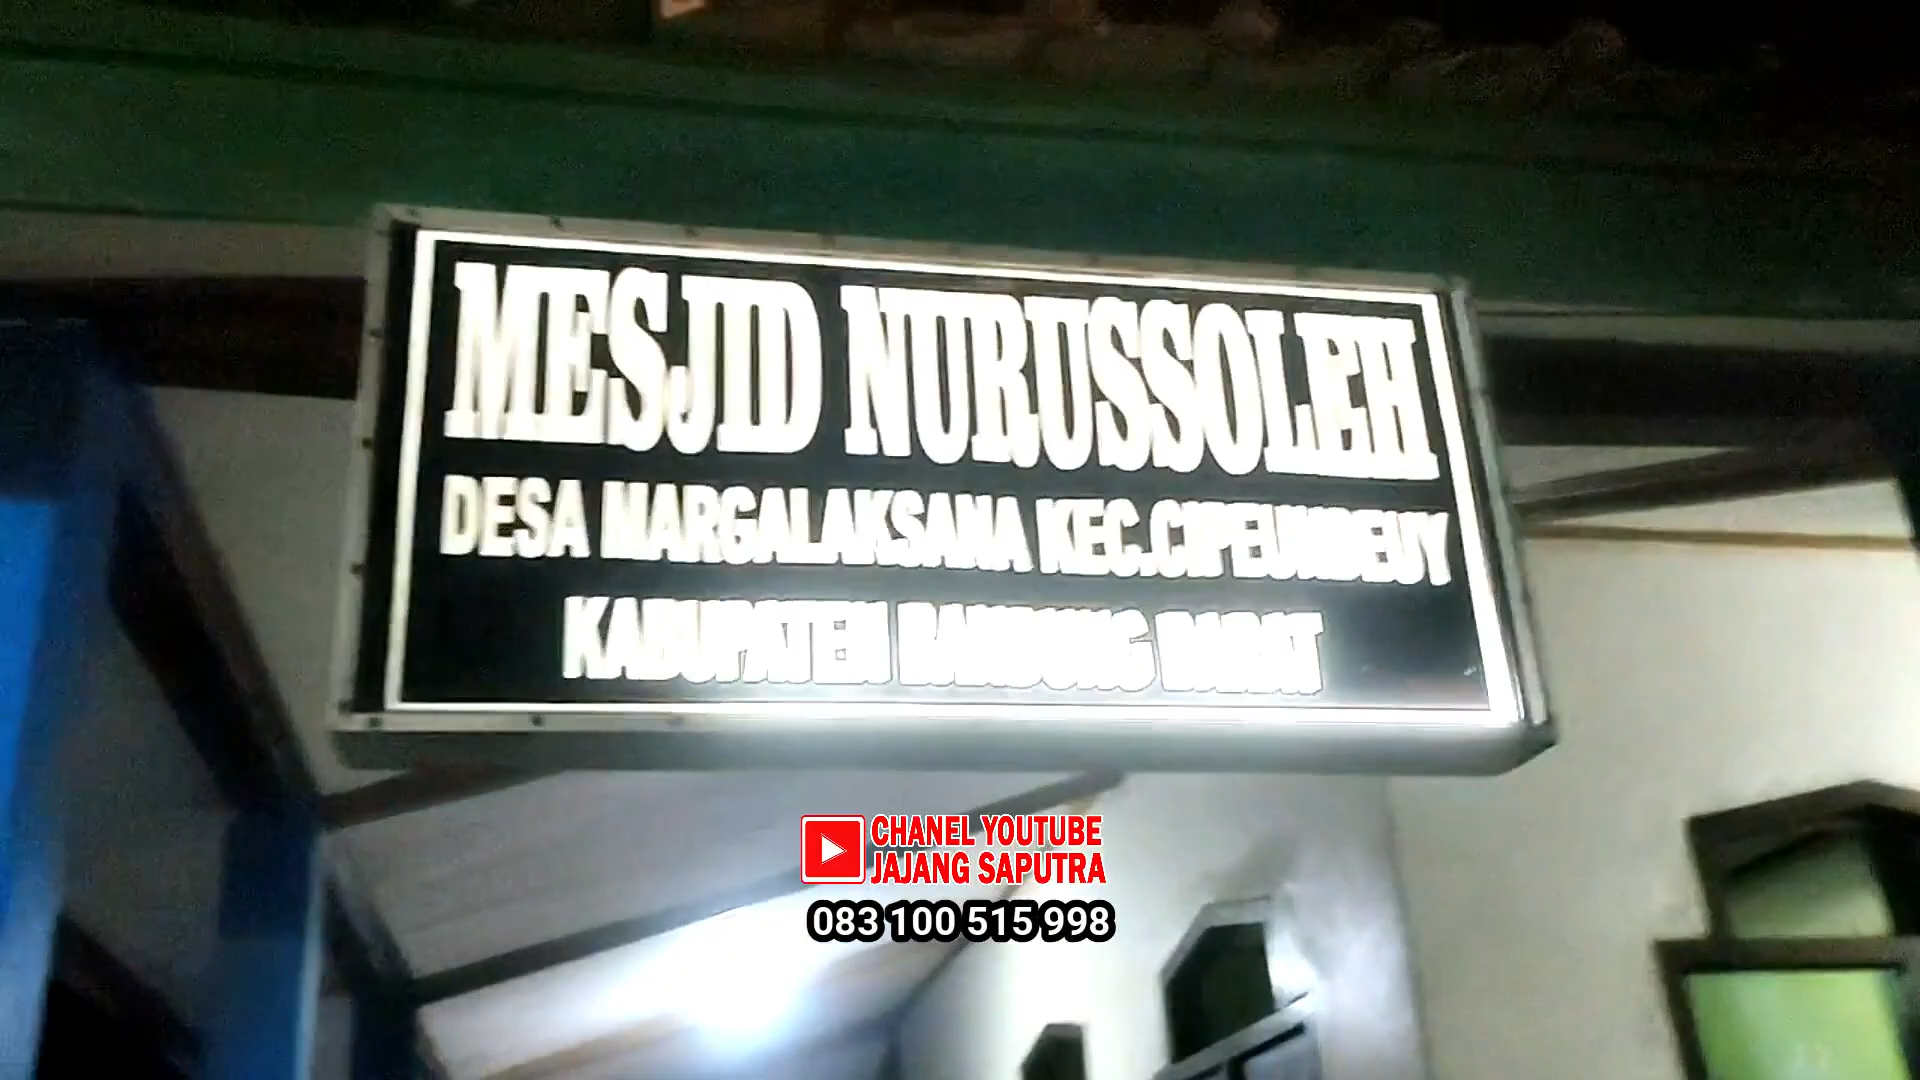 MESJID NURUSSOLEH
DESA MARGALAKSANA KEC.CIPEUNDEUY
KABUPATEN BANDUNG BARAT
CHANEL YOUTUBE
JAJANG SAPUTRA
083 100 515 998